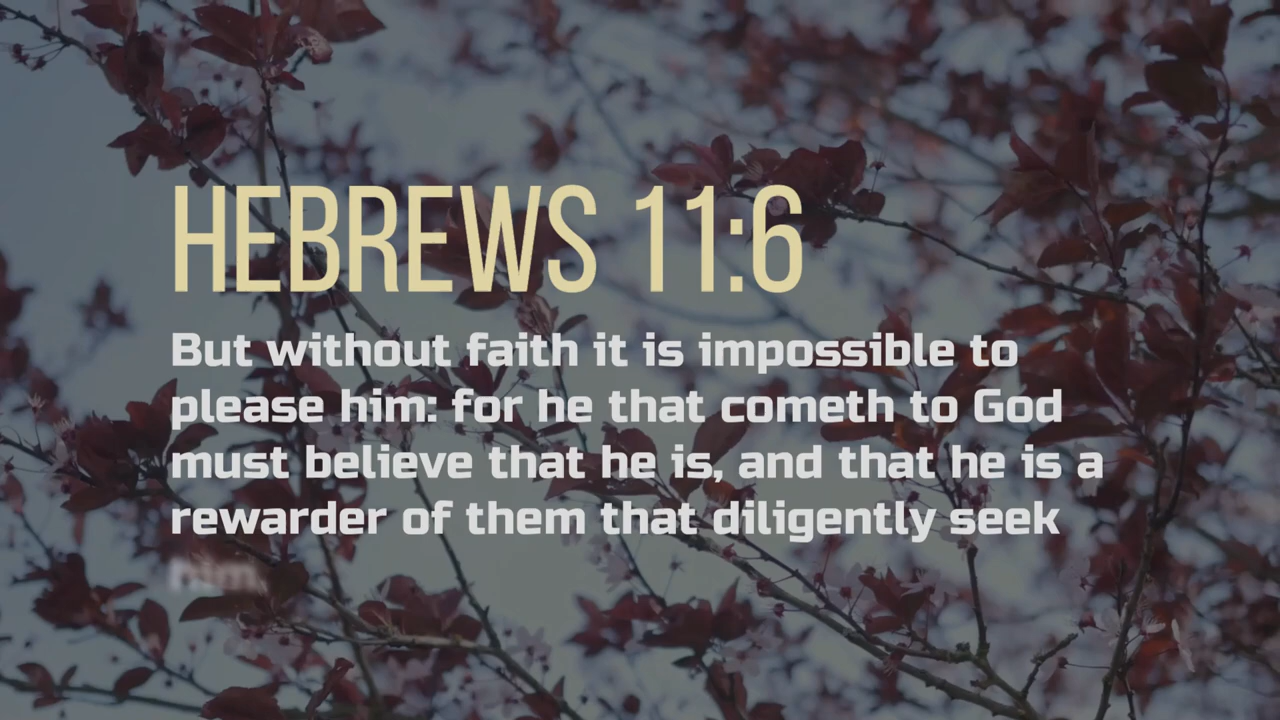 HEBREWS 11:6
But without faith it is impossible to
please him: for he that cometh to God
must believe that he is, and that he is a
rewarder of them that diligently seek
him.